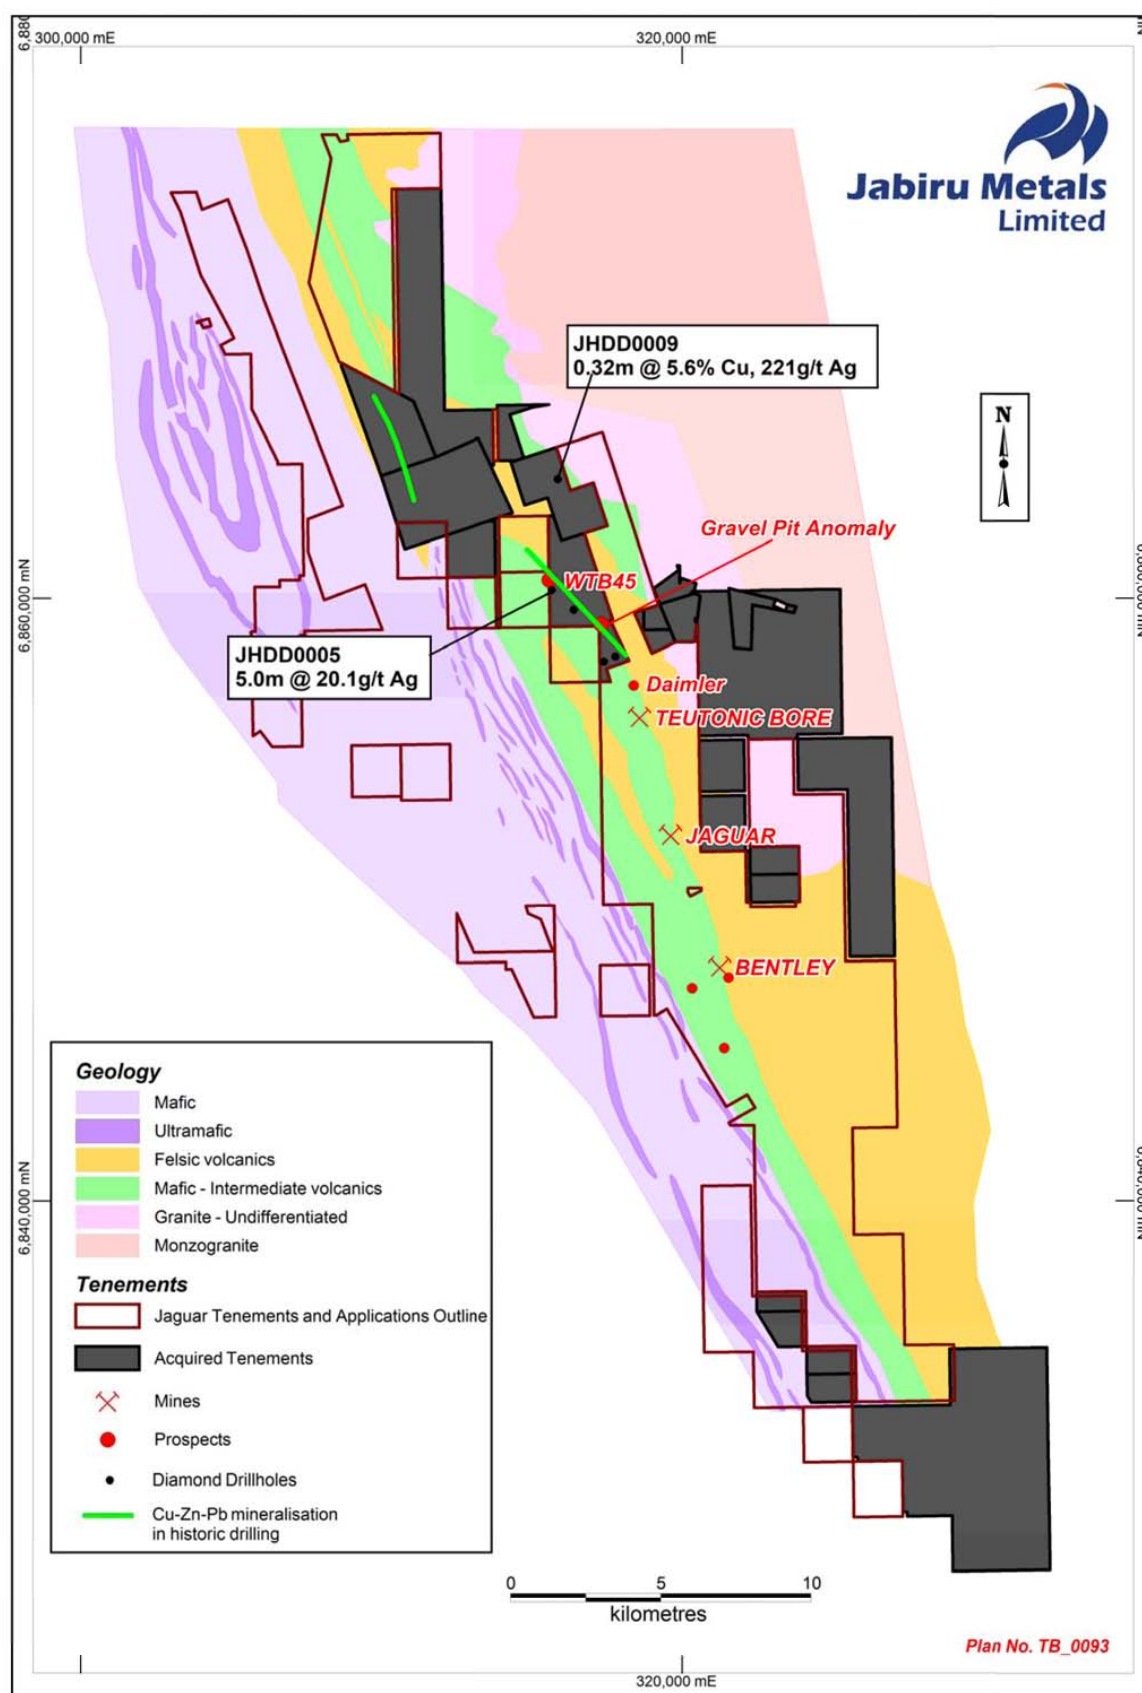 300,000 mE
320,000 mE
6,880
Jabiru Metals
Limited
JHDD0009
0.32m @ 5.6% Cu, 221g/t Ag
N
Gravel Pit Anomaly
WTB45
6,860,000 mN
JHDD0005
5.0m @ 20.1g/t Ag
Daimler
TEUTONIC BORE
JAGUAR
BENTLEY
Geology
Mafic
Ultramafic
Felsic volcanics
Mafic - Intermediate volcanics
Granite - Undifferentiated
Monzogranite
6,840,000 mN
Tenements
Jaguar Tenements and Applications Outline
Acquired Tenements
Mines
Prospects
Diamond Drillholes
Cu-Zn-Pb mineralisation
in historic drilling
0 5 10
kilometres
Plan No. TB_0093
320,000 mE